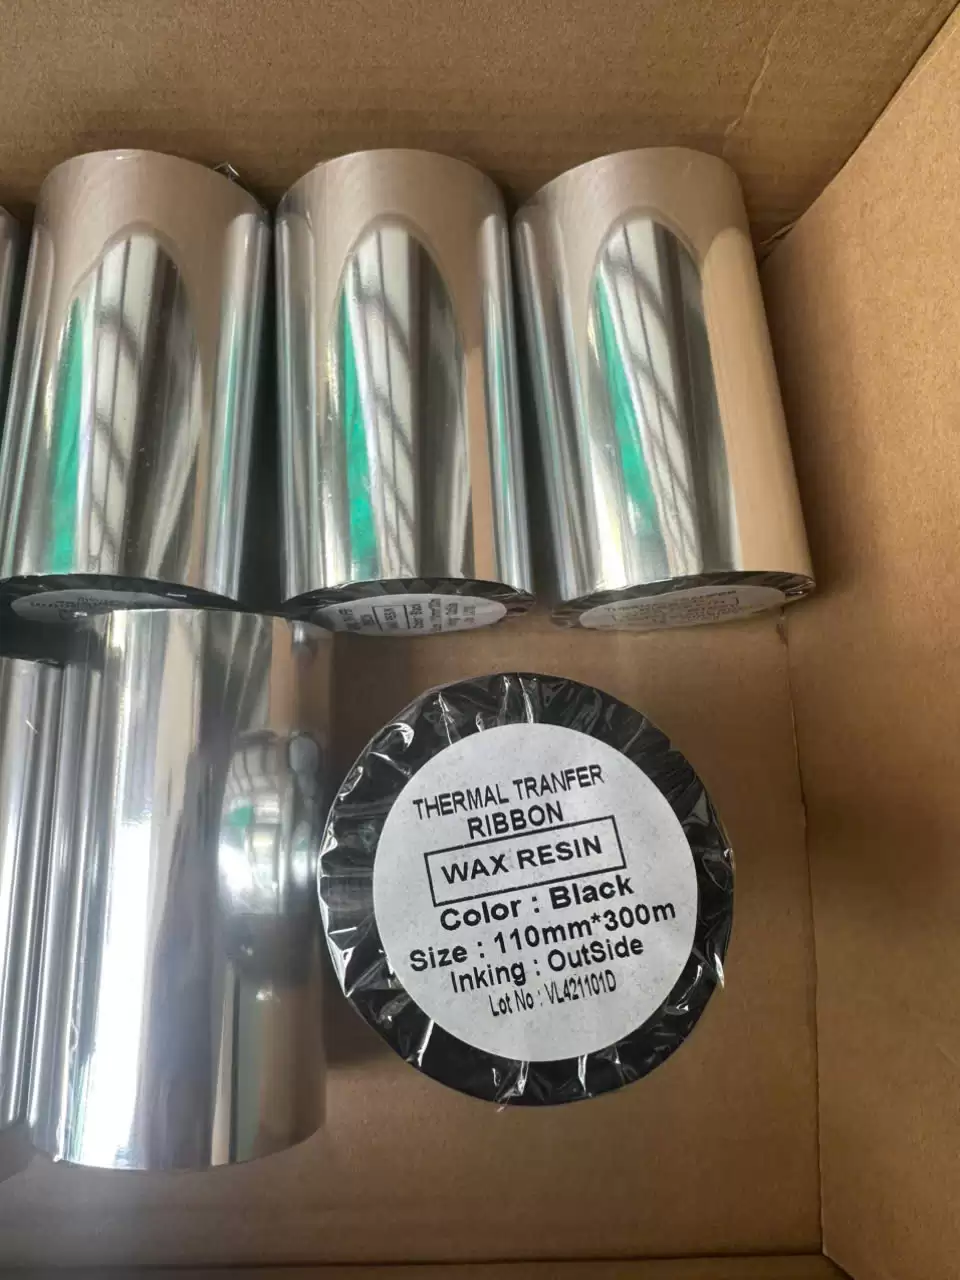 THERMAL TRANFER
RIBBON
WAX RESIN
Color : Black
Size : 110mm*300m
Inking : OutSide
Lot No : VL421101D